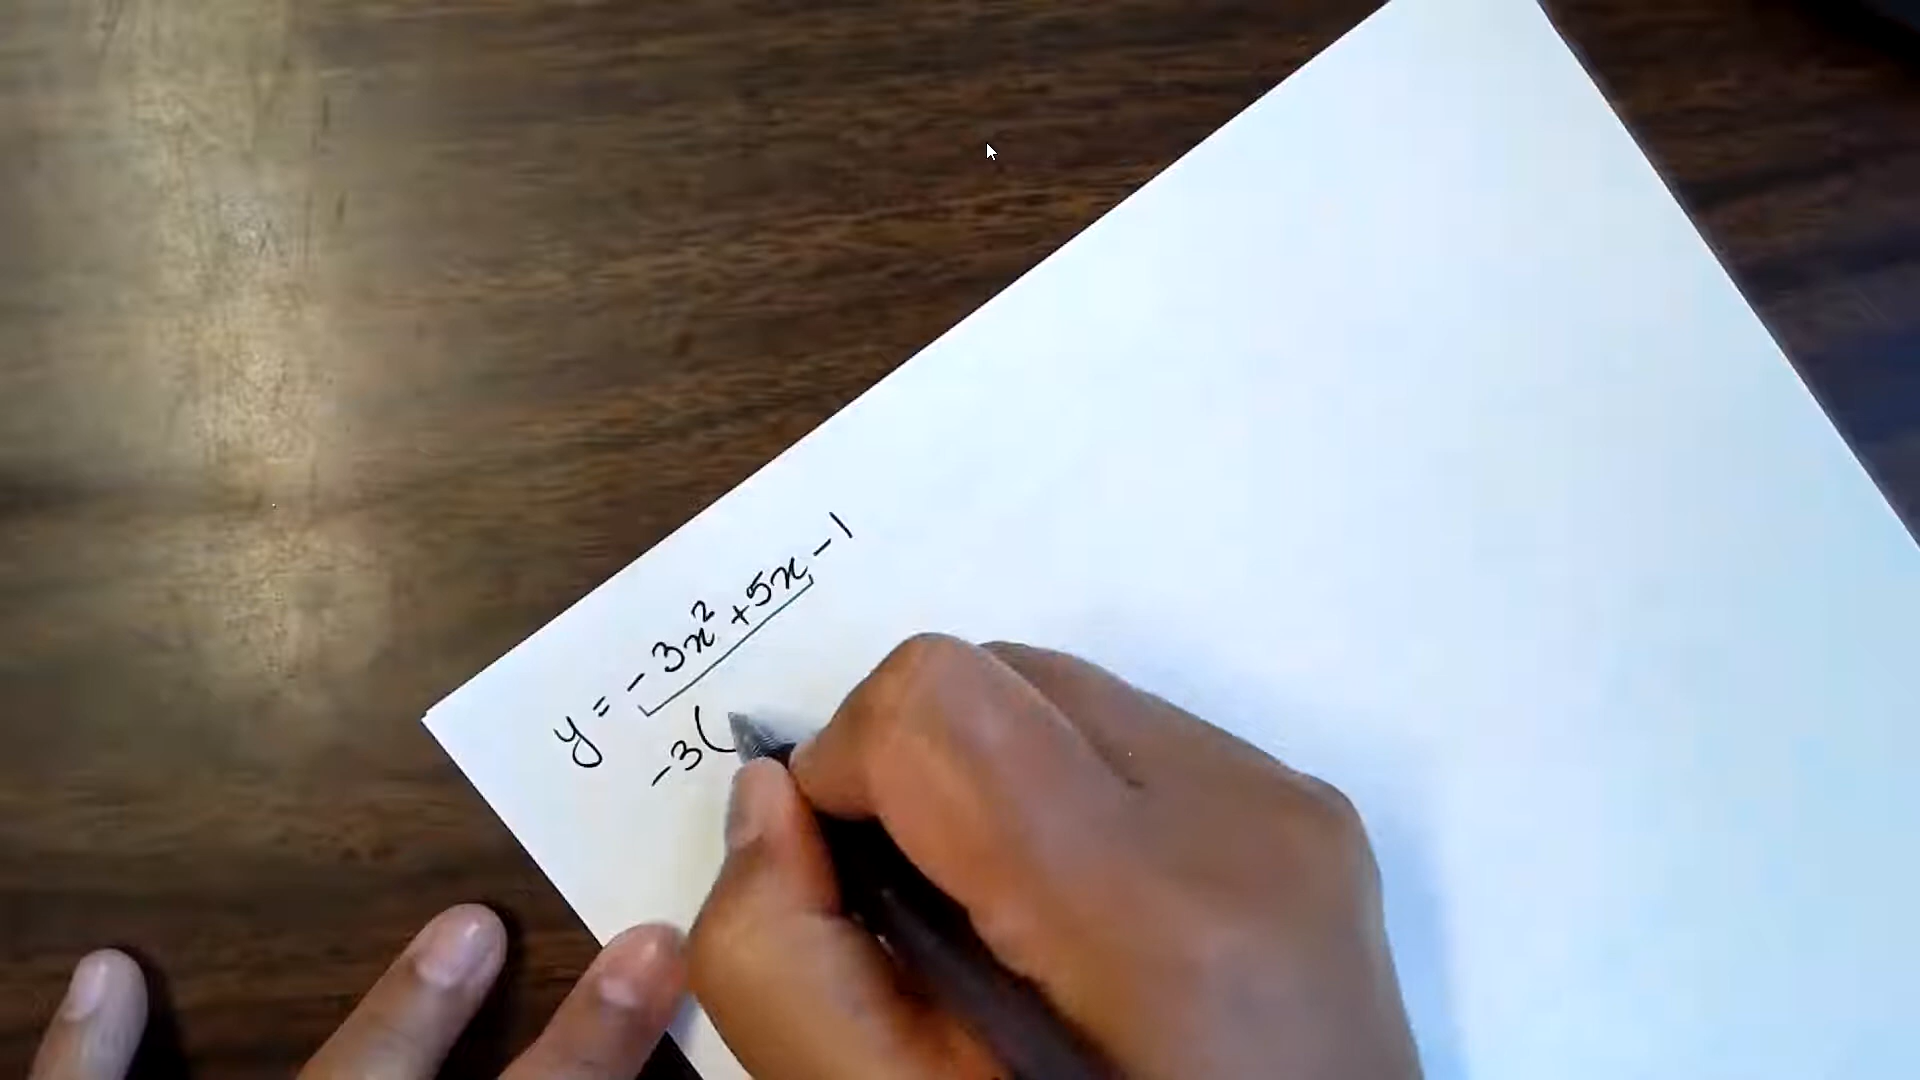 y = -3x² + 5x - 1
-3(